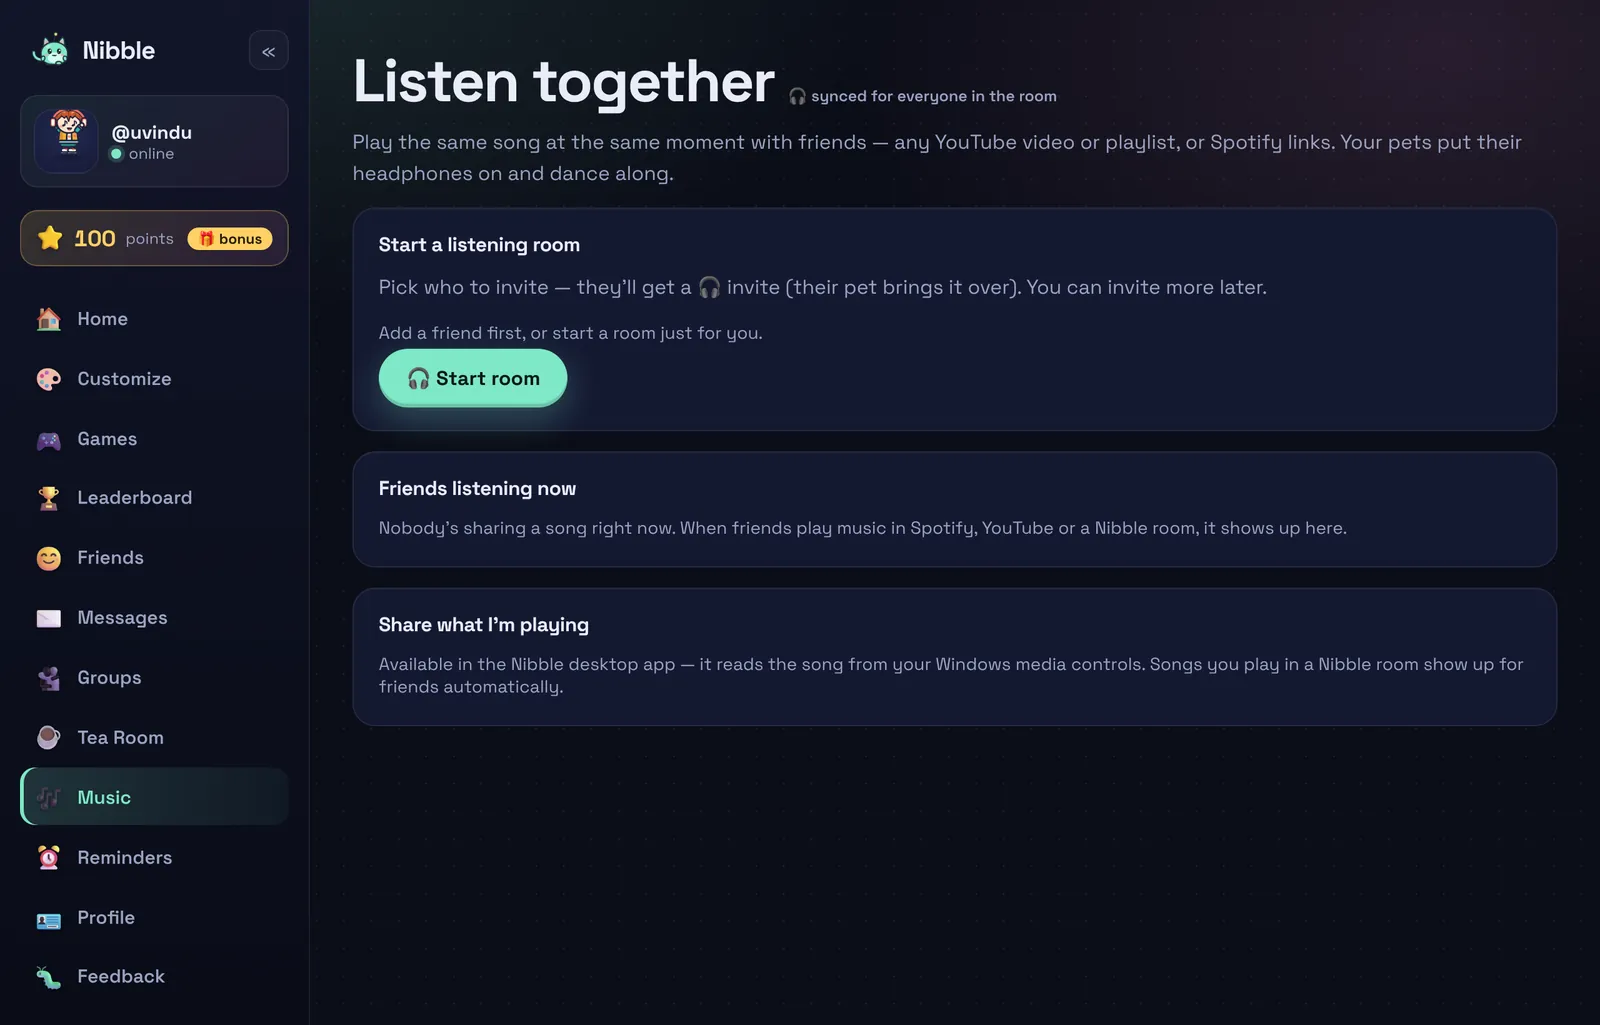 Nibble
«
@uvindu
online
100 points 🎁 bonus
Home
Customize
Games
Leaderboard
Friends
Messages
Groups
Tea Room
Music
Reminders
Profile
Feedback
Listen together 🎧 synced for everyone in the room
Play the same song at the same moment with friends — any YouTube video or playlist, or Spotify links. Your pets put their
headphones on and dance along.
Start a listening room
Pick who to invite — they’ll get a 🎧 invite (their pet brings it over). You can invite more later.
Add a friend first, or start a room just for you.
🎧 Start room
Friends listening now
Nobody’s sharing a song right now. When friends play music in Spotify, YouTube or a Nibble room, it shows up here.
Share what I’m playing
Available in the Nibble desktop app — it reads the song from your Windows media controls. Songs you play in a Nibble room show up for
friends automatically.